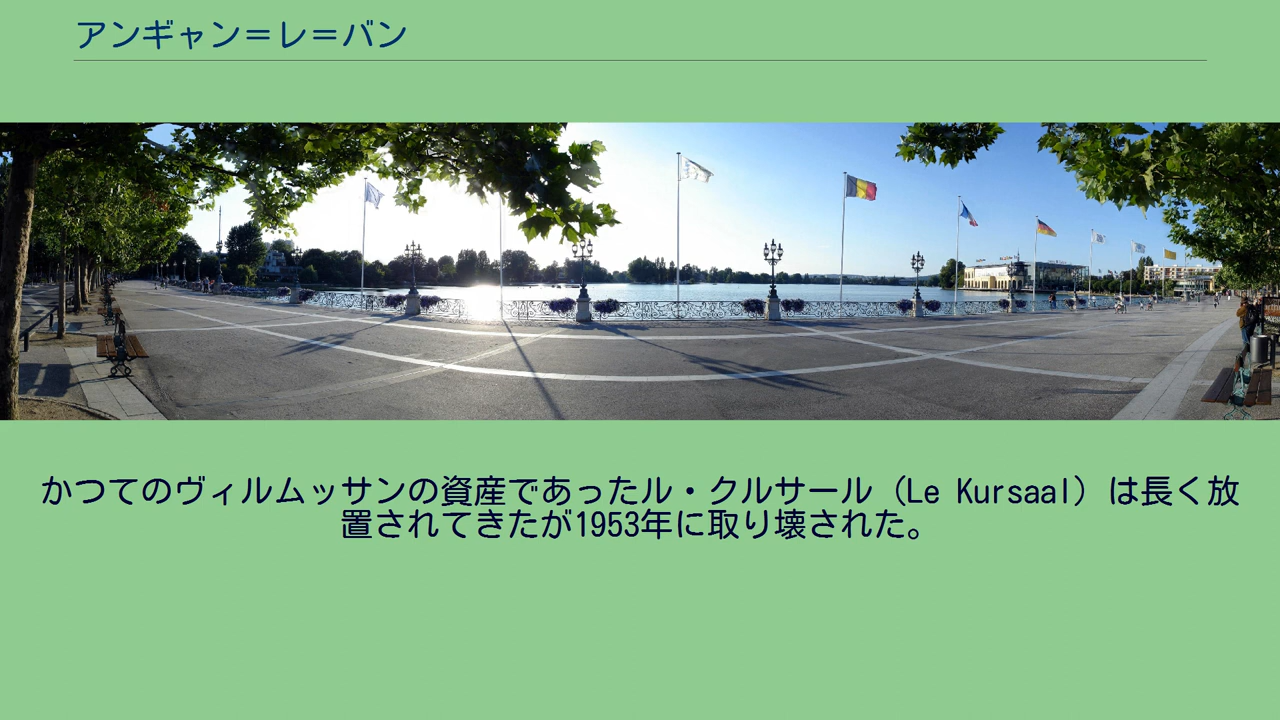 アンギャン＝レ＝バン
かつてのヴィルムッサンの資産であったル・クルサール（Le Kursaal）は長く放
置されてきたが1953年に取り壊された。